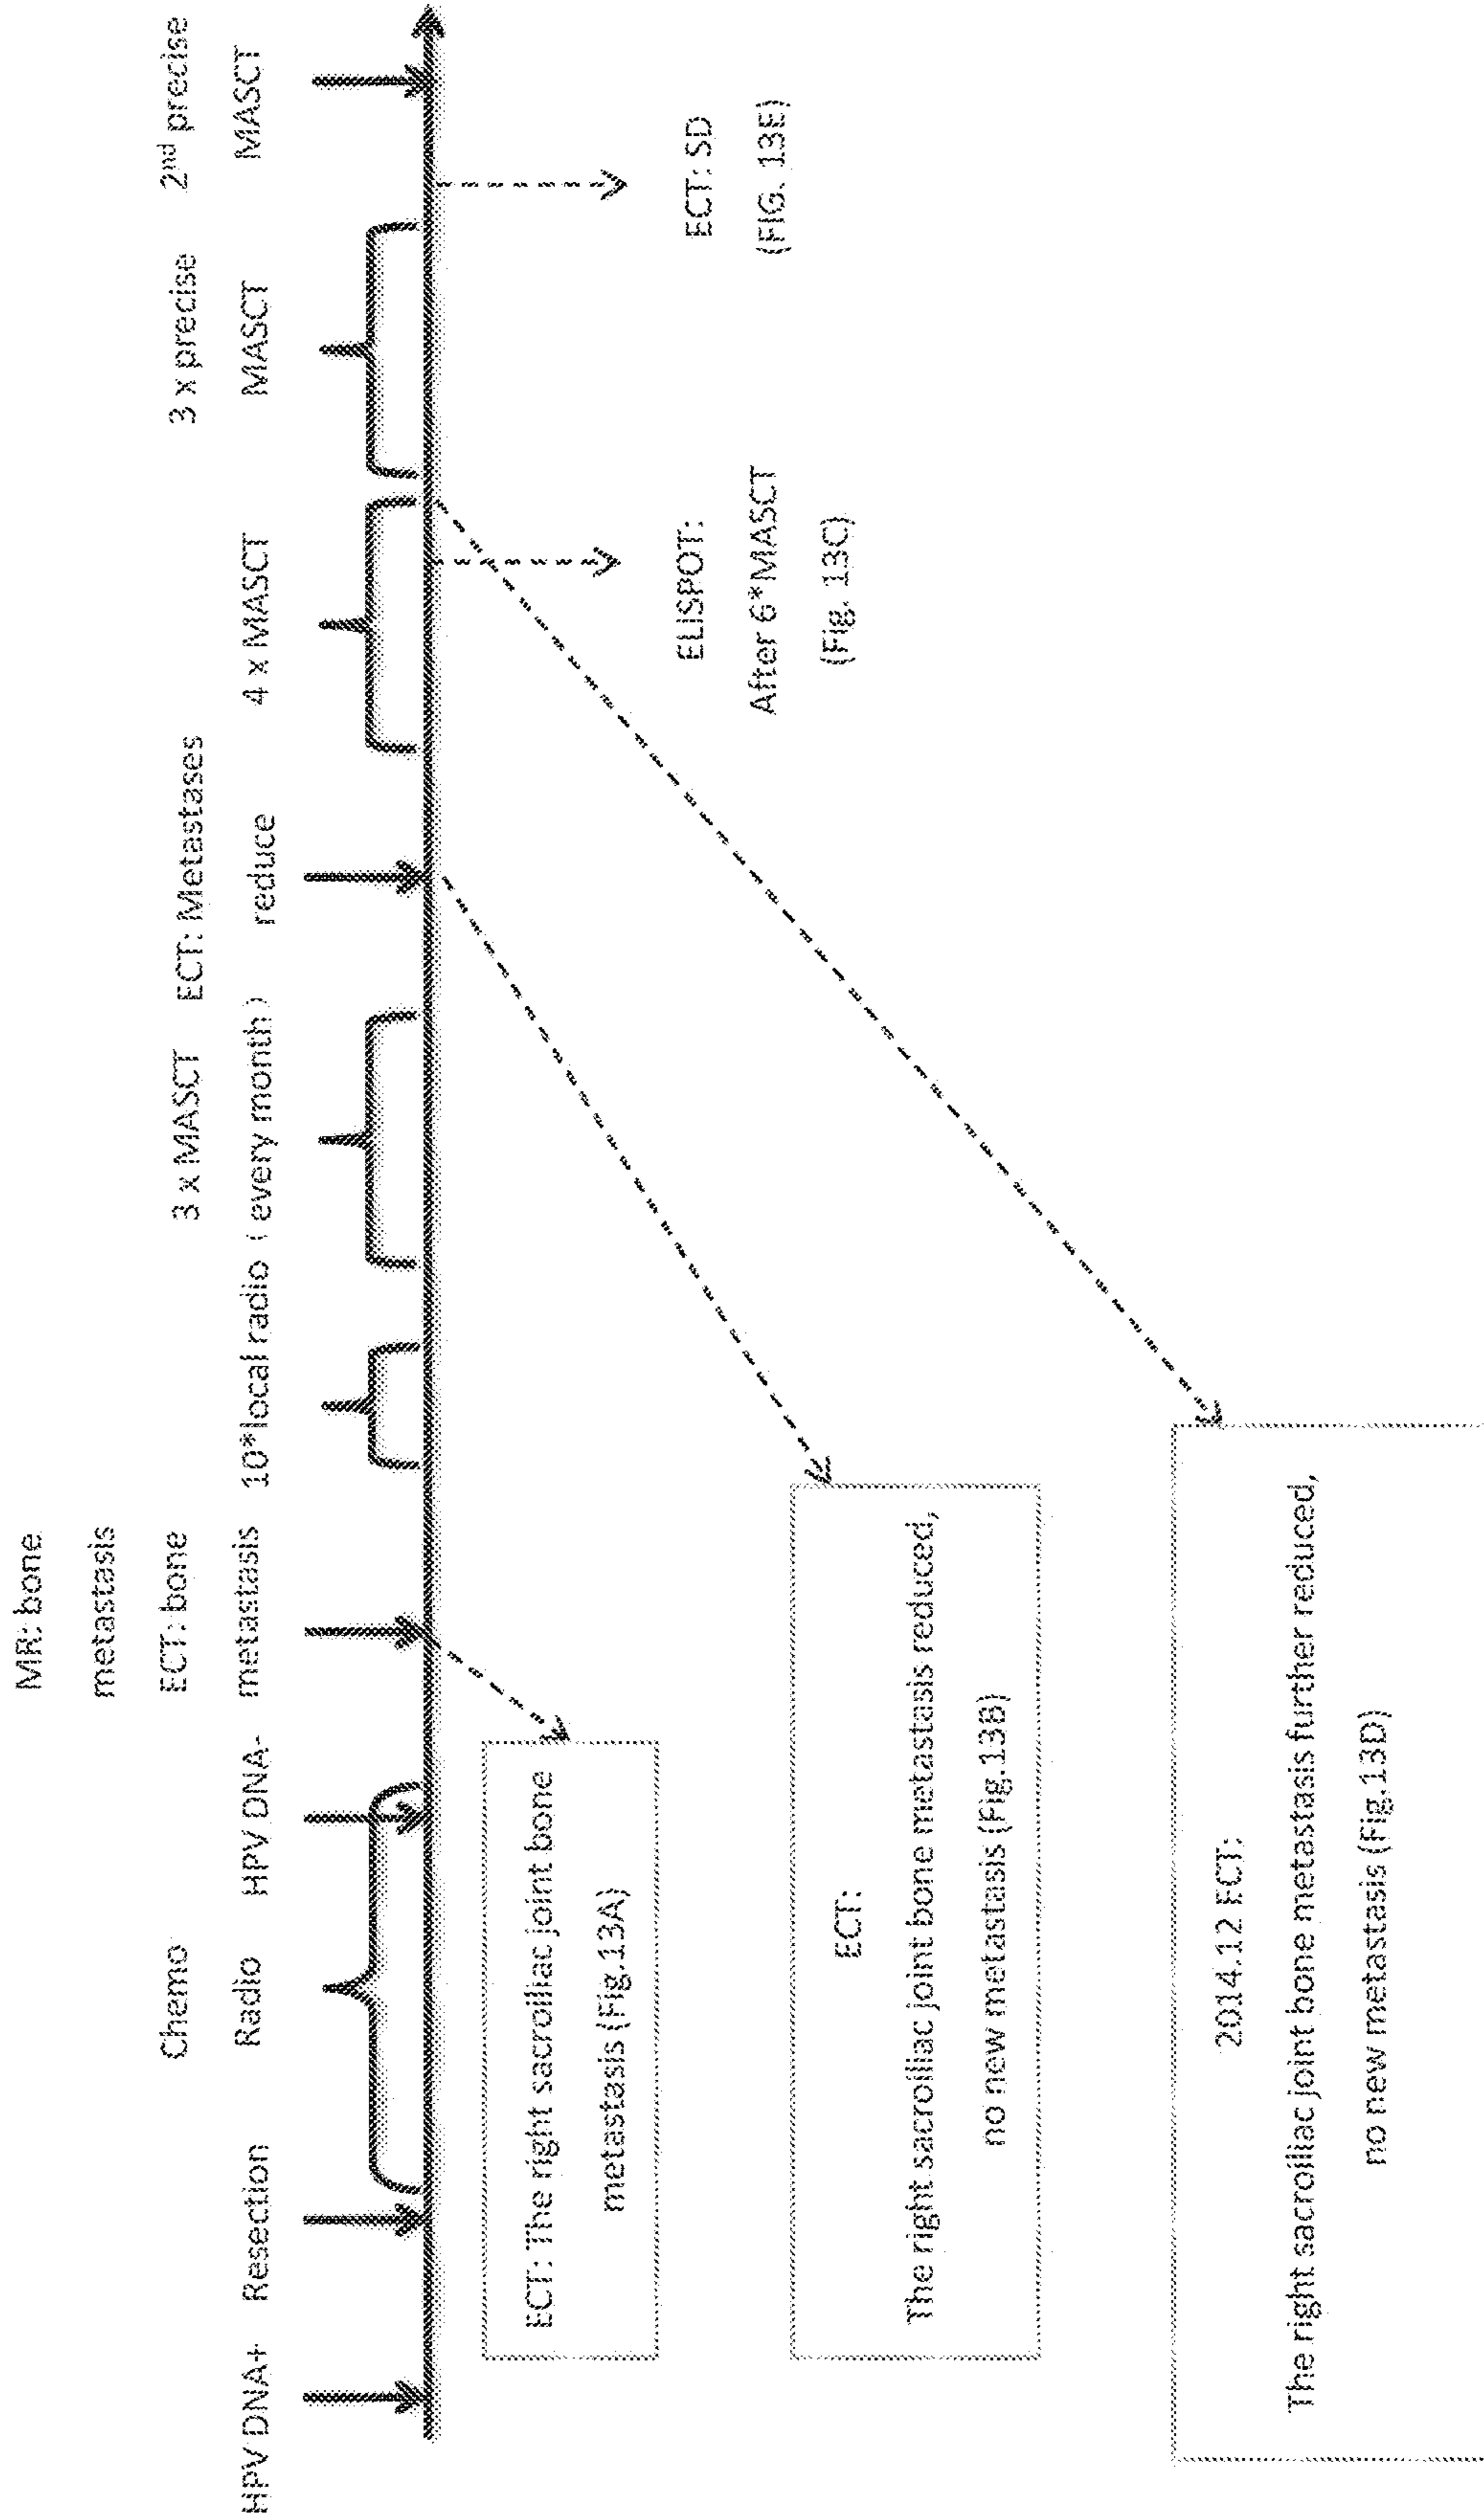 MR: bone
metastasis
Chemo
ECT: bone
3 x MASCT
ECT: Metastases
3 x precise
2nd precise
HPV DNA+
Resection
Radio
HPV DNA-
metastasis
10*local radio
( every month )
reduce
4 x MASCT
MASCT
MASCT
ECT: The right sacroiliac joint bone
metastasis (Fig.13A)
ELISPOT:
After 6*MASCT
(Fig. 13C)
ECT: SD
(FIG. 13E)
ECT:
The right sacroiliac joint bone metastasis reduced,
no new metastasis (Fig.13B)
2014.12 ECT:
The right sacroiliac joint bone metastasis further reduced,
no new metastasis (Fig.13D)